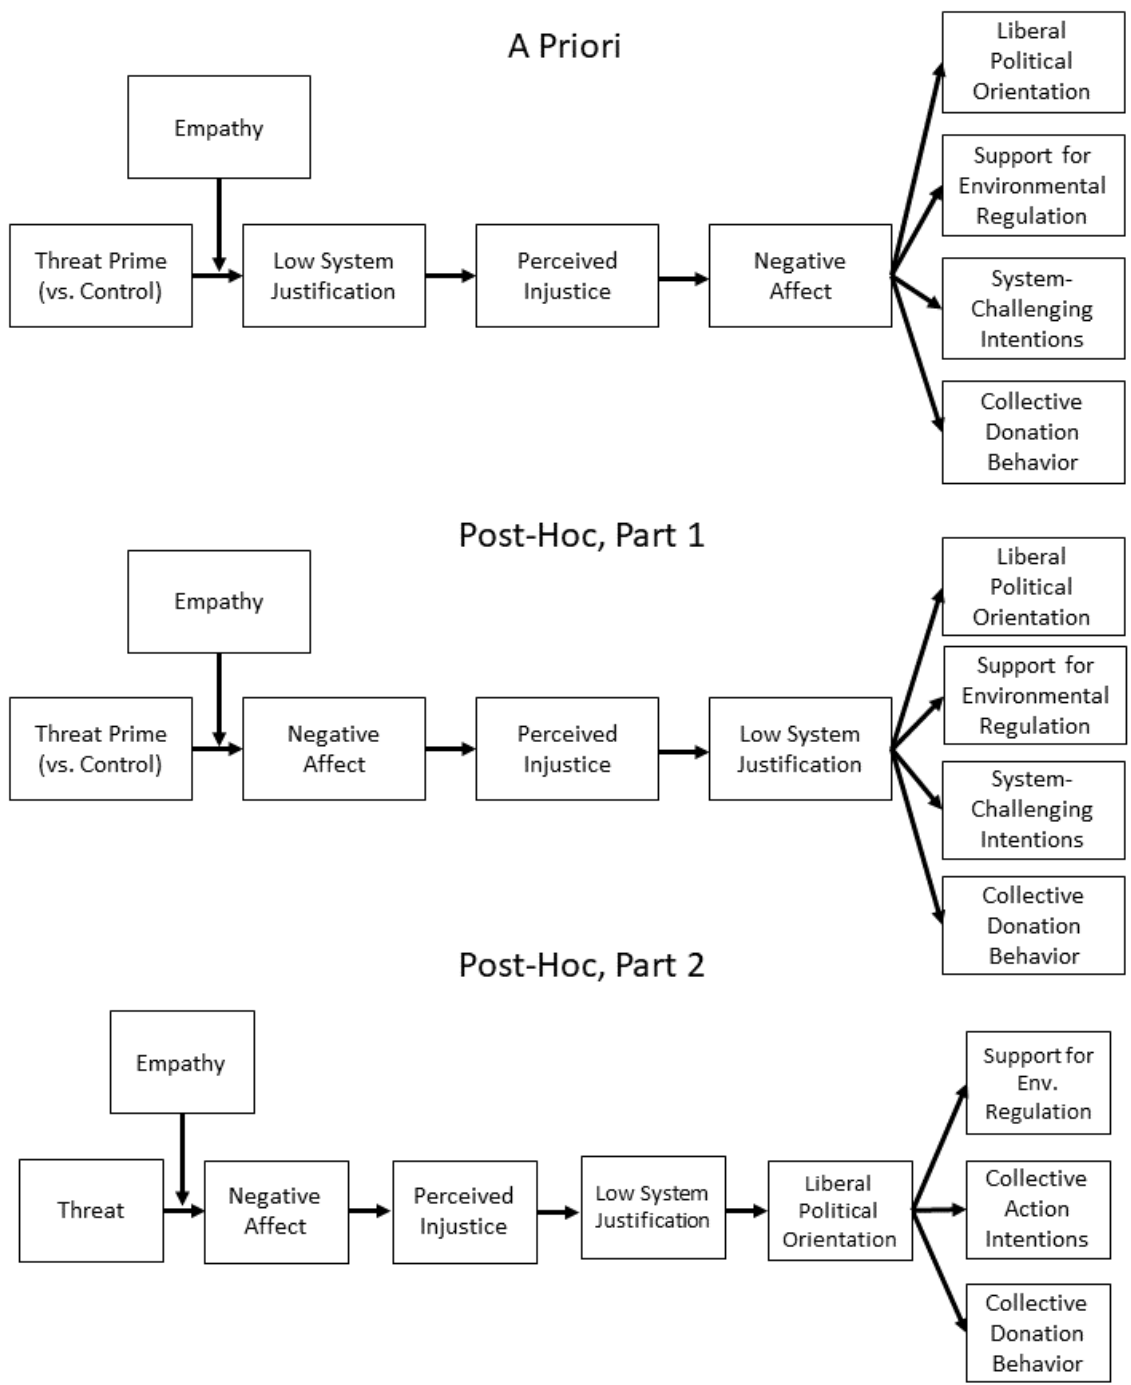 A Priori
Empathy
Threat Prime
(vs. Control)
Low System
Justification
Perceived
Injustice
Negative
Affect
Liberal
Political
Orientation
Support for
Environmental
Regulation
System-
Challenging
Intentions
Collective
Donation
Behavior
Post-Hoc, Part 1
Empathy
Threat Prime
(vs. Control)
Negative
Affect
Perceived
Injustice
Low System
Justification
Liberal
Political
Orientation
Support for
Environmental
Regulation
System-
Challenging
Intentions
Collective
Donation
Behavior
Post-Hoc, Part 2
Empathy
Threat
Negative
Affect
Perceived
Injustice
Low System
Justification
Liberal
Political
Orientation
Support for
Env.
Regulation
Collective
Action
Intentions
Collective
Donation
Behavior